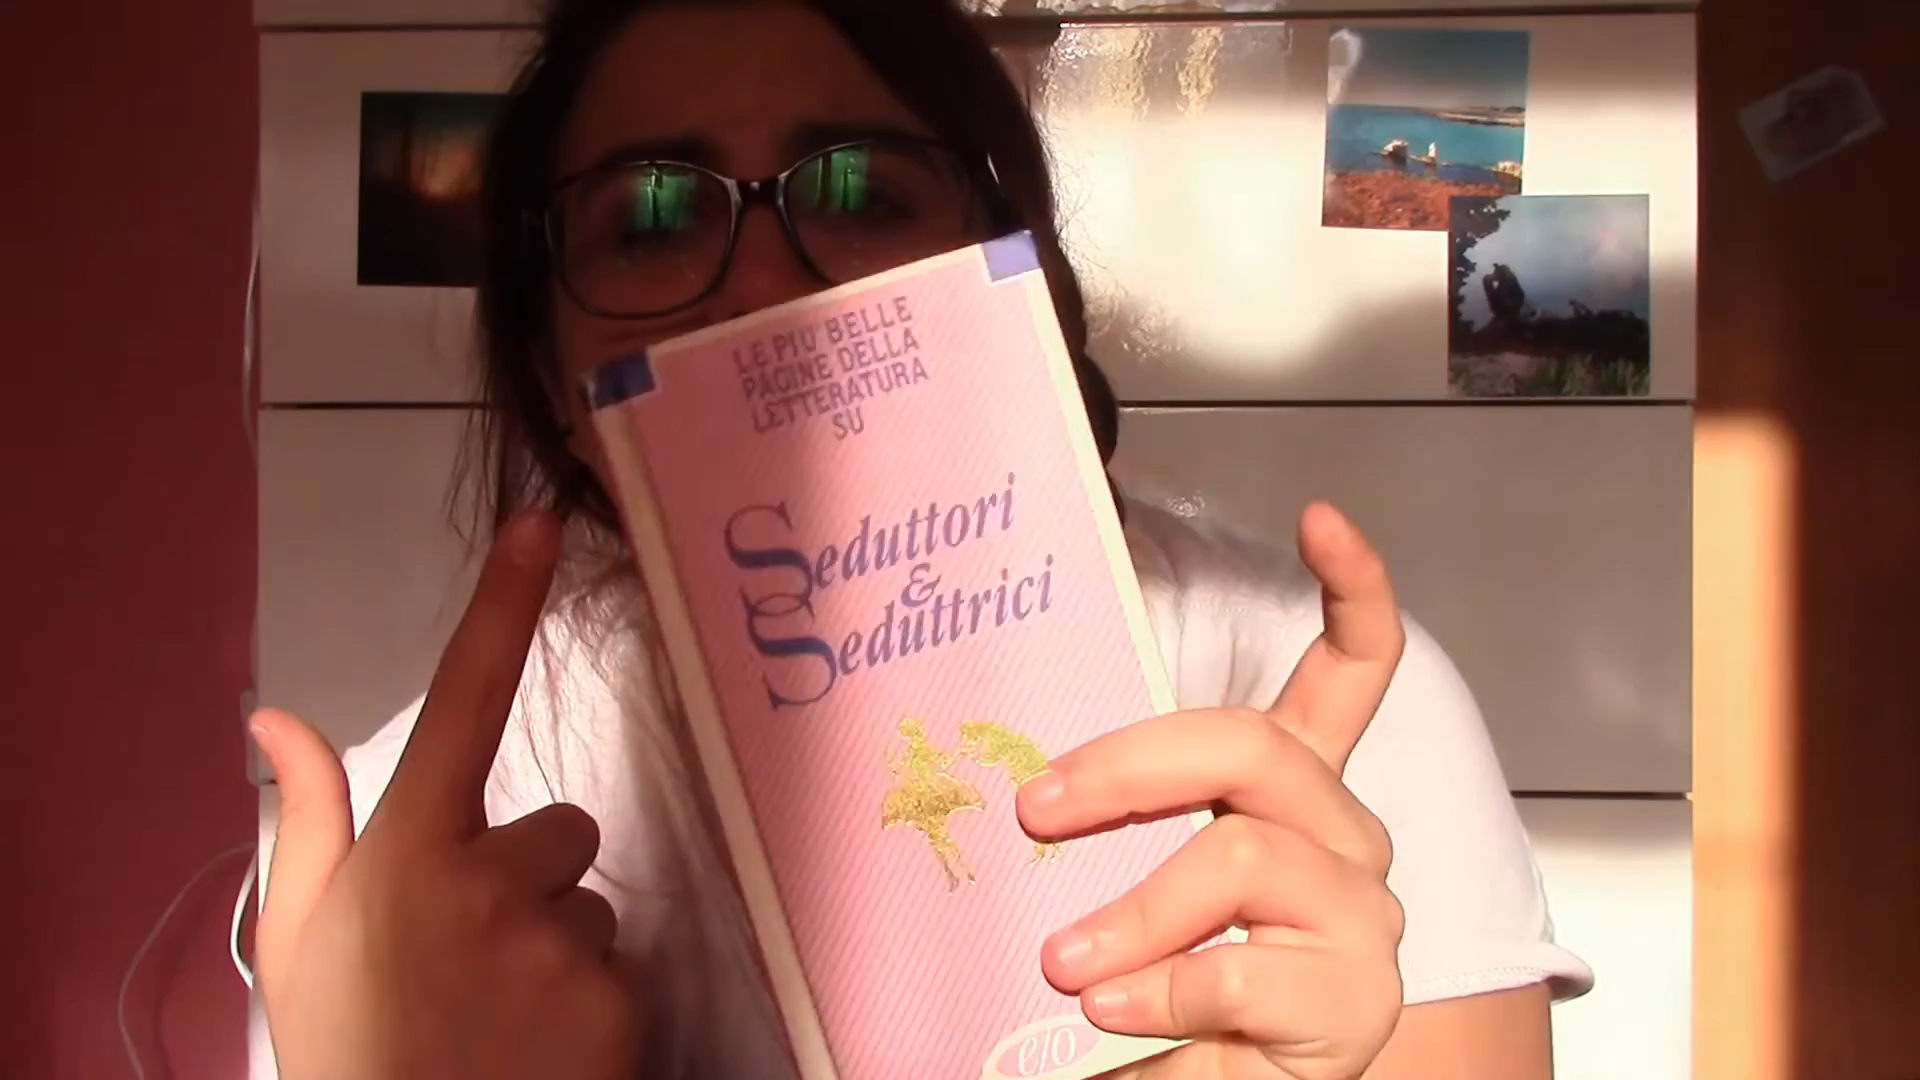 LE PIU' BELLE
PAGINE DELLA
LETTERATURA
SU
Seduttori
&
Seduttrici
e/o